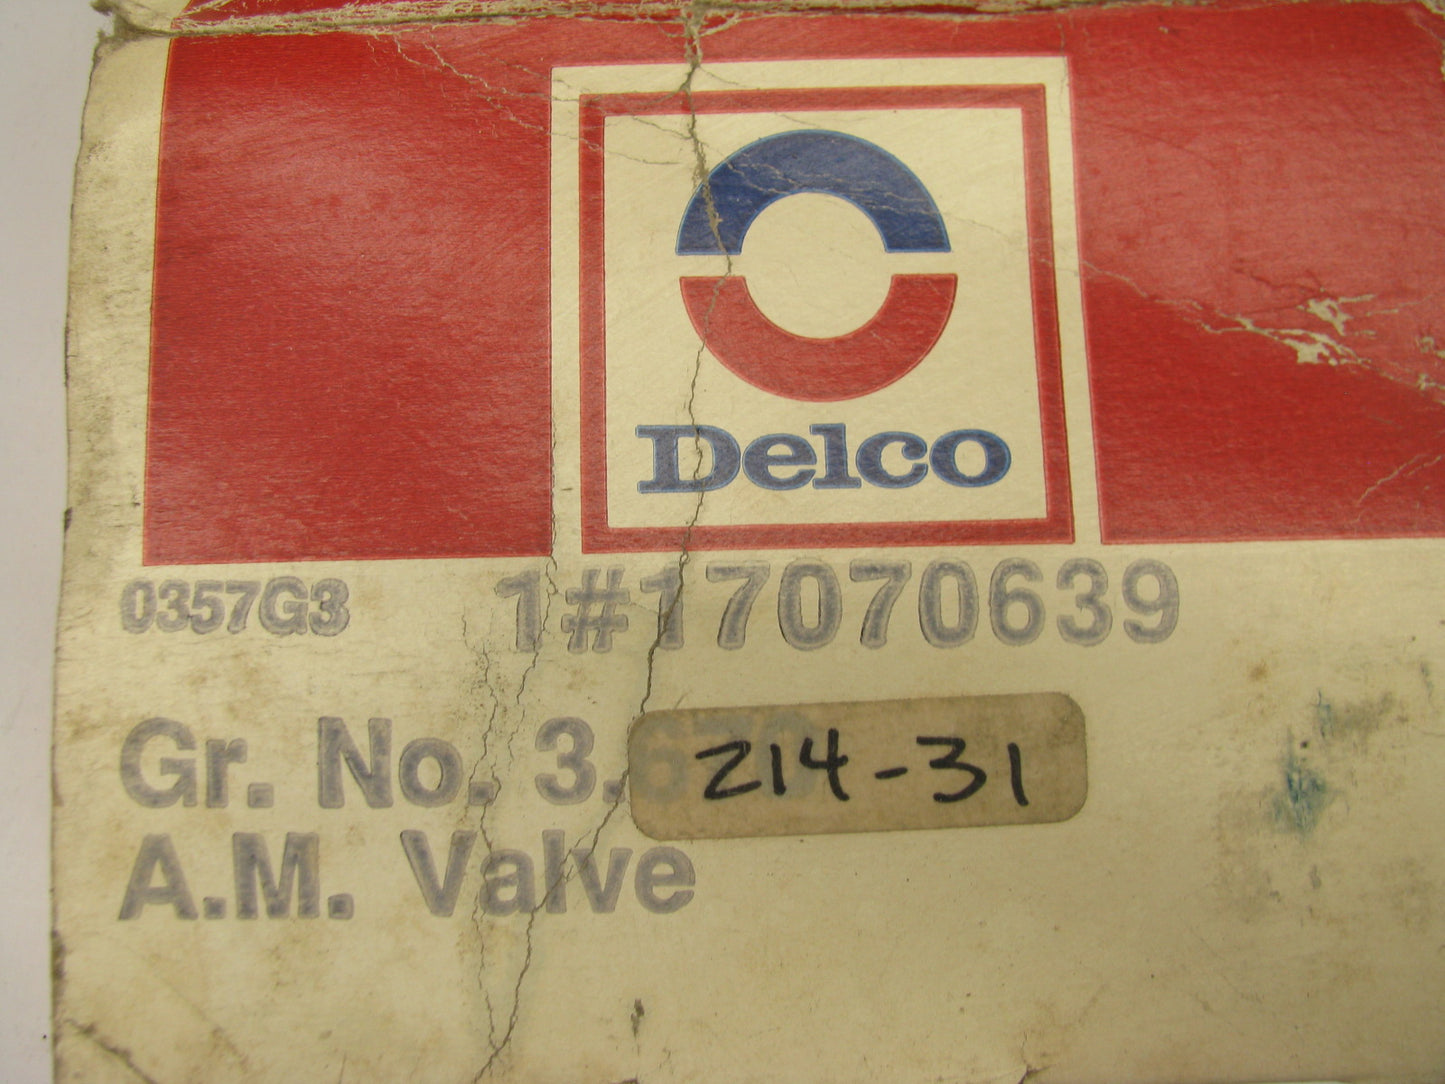 Delco
0357G3 1#17070639
Gr. No. 3. 214-31
A.M. Valve